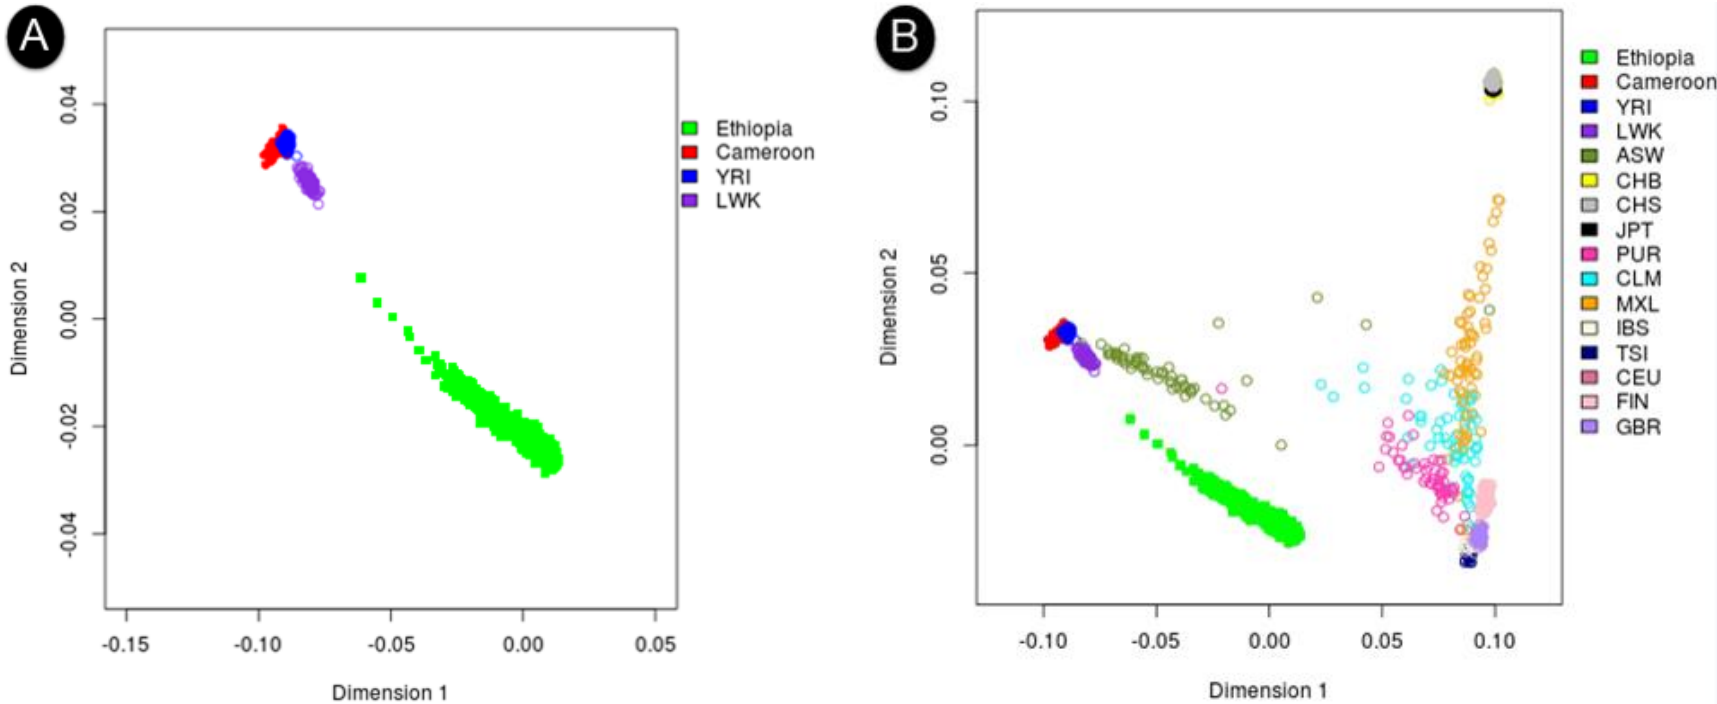 A
Dimension 2
0.04
0.02
0.00
-0.02
-0.04
-0.15
-0.10
-0.05
0.00
0.05
Dimension 1
Ethiopia
Cameroon
YRI
LWK
B
Dimension 2
0.10
0.05
0.00
-0.10
-0.05
0.00
0.05
0.10
Dimension 1
Ethiopia
Cameroon
YRI
LWK
ASW
CHB
CHS
JPT
PUR
CLM
MXL
IBS
TSI
CEU
FIN
GBR